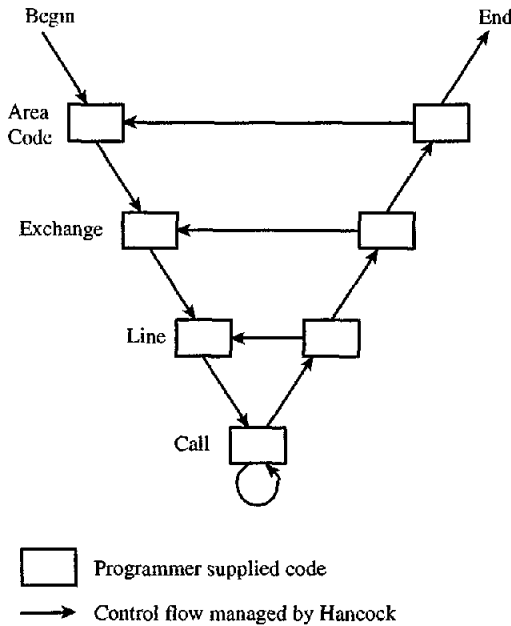 Begin
End
Area
Code
Exchange
Line
Call
Programmer supplied code
Control flow managed by Hancock